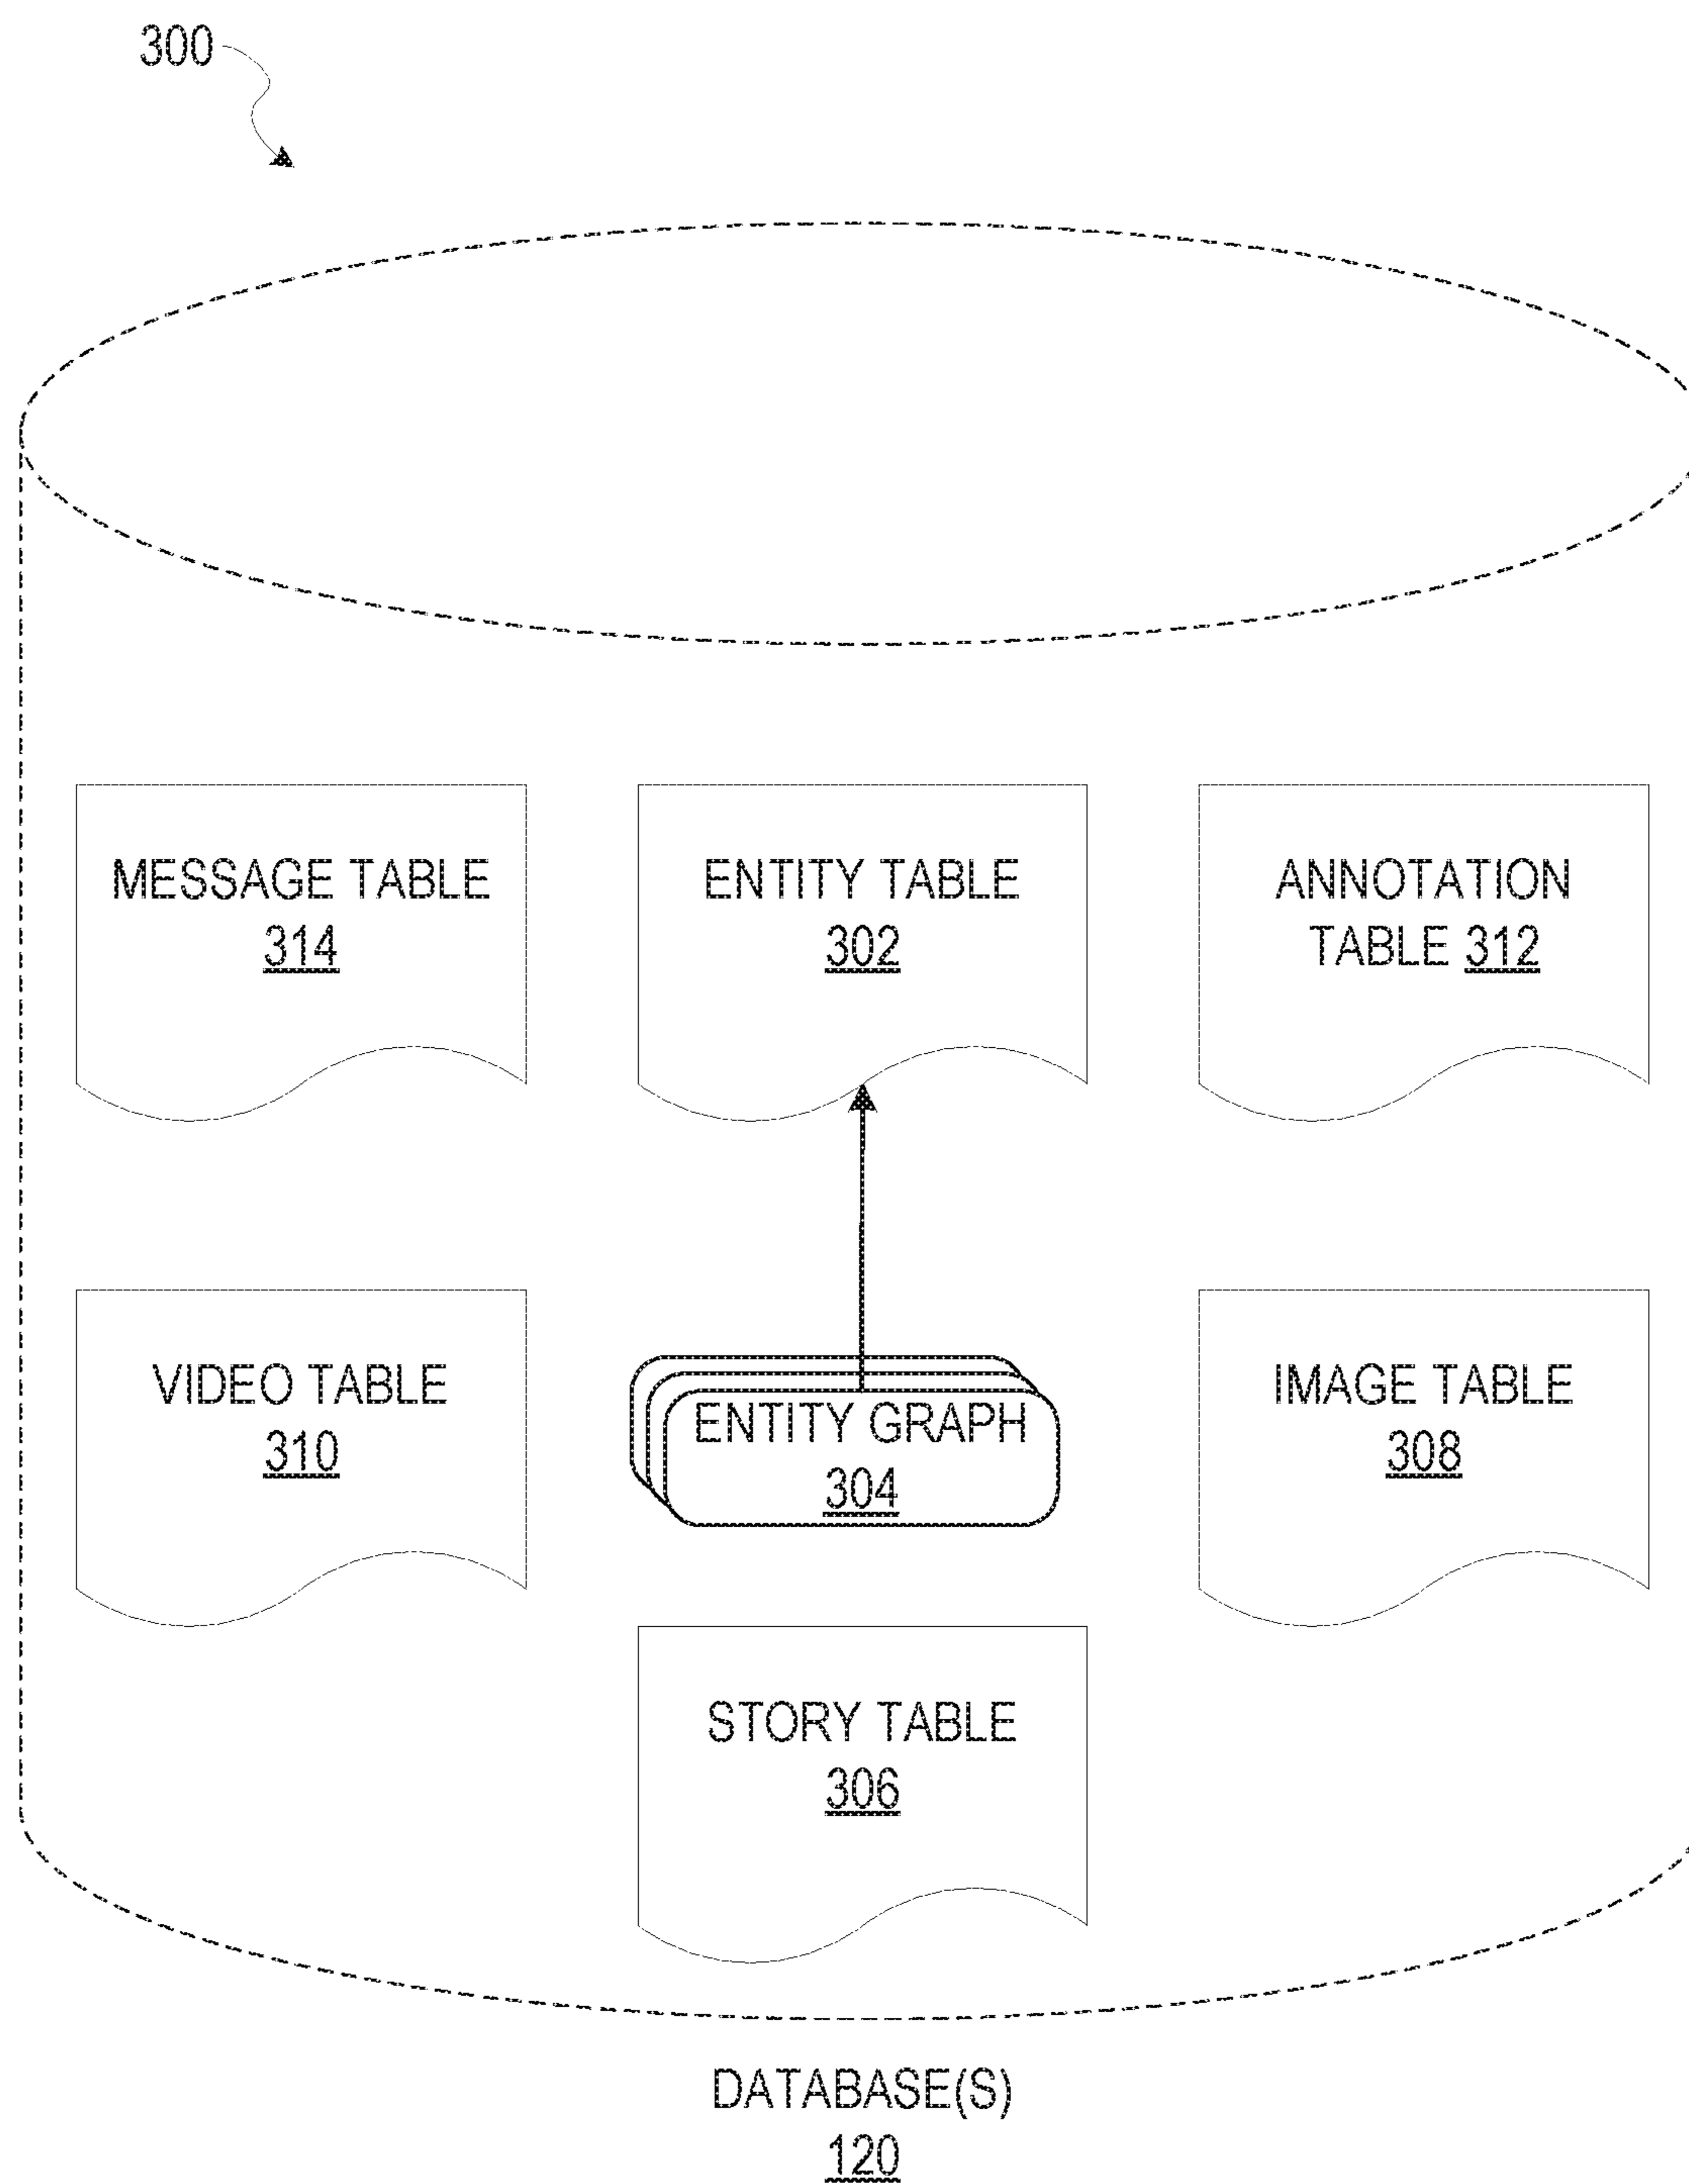 300
MESSAGE TABLE
314
ENTITY TABLE
302
ANNOTATION
TABLE 312
VIDEO TABLE
310
ENTITY GRAPH
304
IMAGE TABLE
308
STORY TABLE
306
DATABASE(S)
120